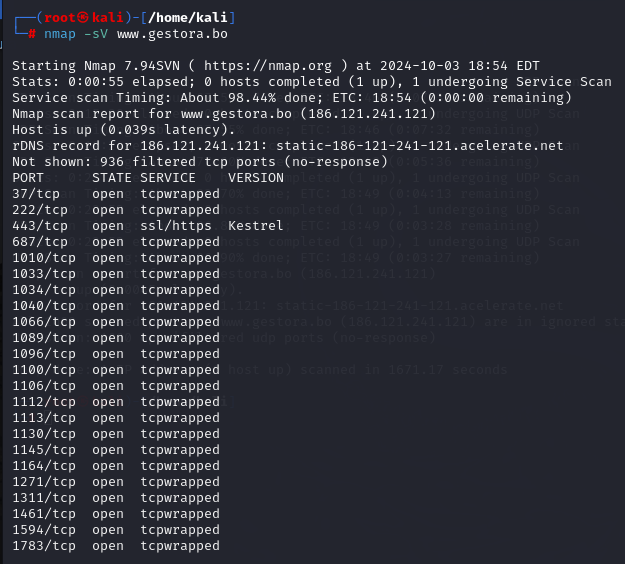 ┌──(root㉿kali)-[/home/kali]
└─# nmap -sV www.gestora.bo
Starting Nmap 7.94SVN ( https://nmap.org ) at 2024-10-03 18:54 EDT
Stats: 0:00:55 elapsed; 0 hosts completed (1 up), 1 undergoing Service Scan
Service scan Timing: About 98.44% done; ETC: 18:54 (0:00:00 remaining)
Nmap scan report for www.gestora.bo (186.121.241.121)
Host is up (0.039s latency).
rDNS record for 186.121.241.121: static-186-121-241-121.acelerate.net
Not shown: 936 filtered tcp ports (no-response)
PORT STATE SERVICE VERSION
37/tcp open tcpwrapped
222/tcp open tcpwrapped
443/tcp open ssl/https Kestrel
687/tcp open tcpwrapped
1010/tcp open tcpwrapped
1033/tcp open tcpwrapped
1034/tcp open tcpwrapped
1040/tcp open tcpwrapped
1066/tcp open tcpwrapped
1089/tcp open tcpwrapped
1096/tcp open tcpwrapped
1100/tcp open tcpwrapped
1106/tcp open tcpwrapped
1112/tcp open tcpwrapped
1113/tcp open tcpwrapped
1130/tcp open tcpwrapped
1145/tcp open tcpwrapped
1164/tcp open tcpwrapped
1271/tcp open tcpwrapped
1311/tcp open tcpwrapped
1461/tcp open tcpwrapped
1594/tcp open tcpwrapped
1783/tcp open tcpwrapped